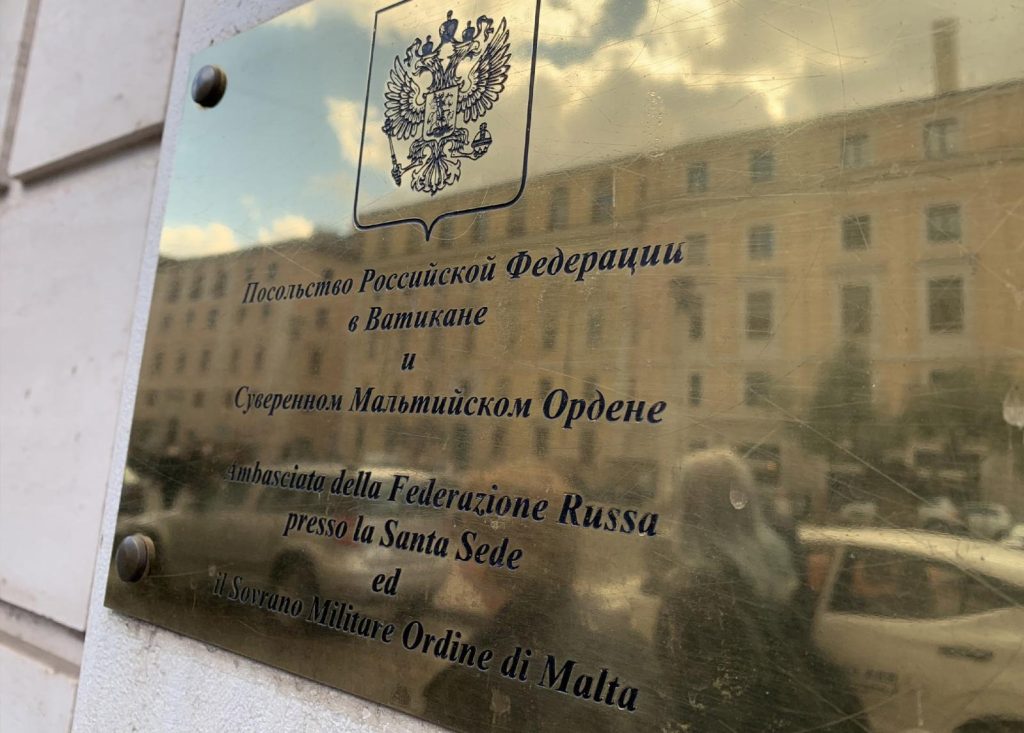 Посольство Российской Федерации
в Ватикане
и
Суверенном Мальтийском Ордене
Ambasciata della Federazione Russa
presso la Santa Sede
ed
il Sovrano Militare Ordine di Malta